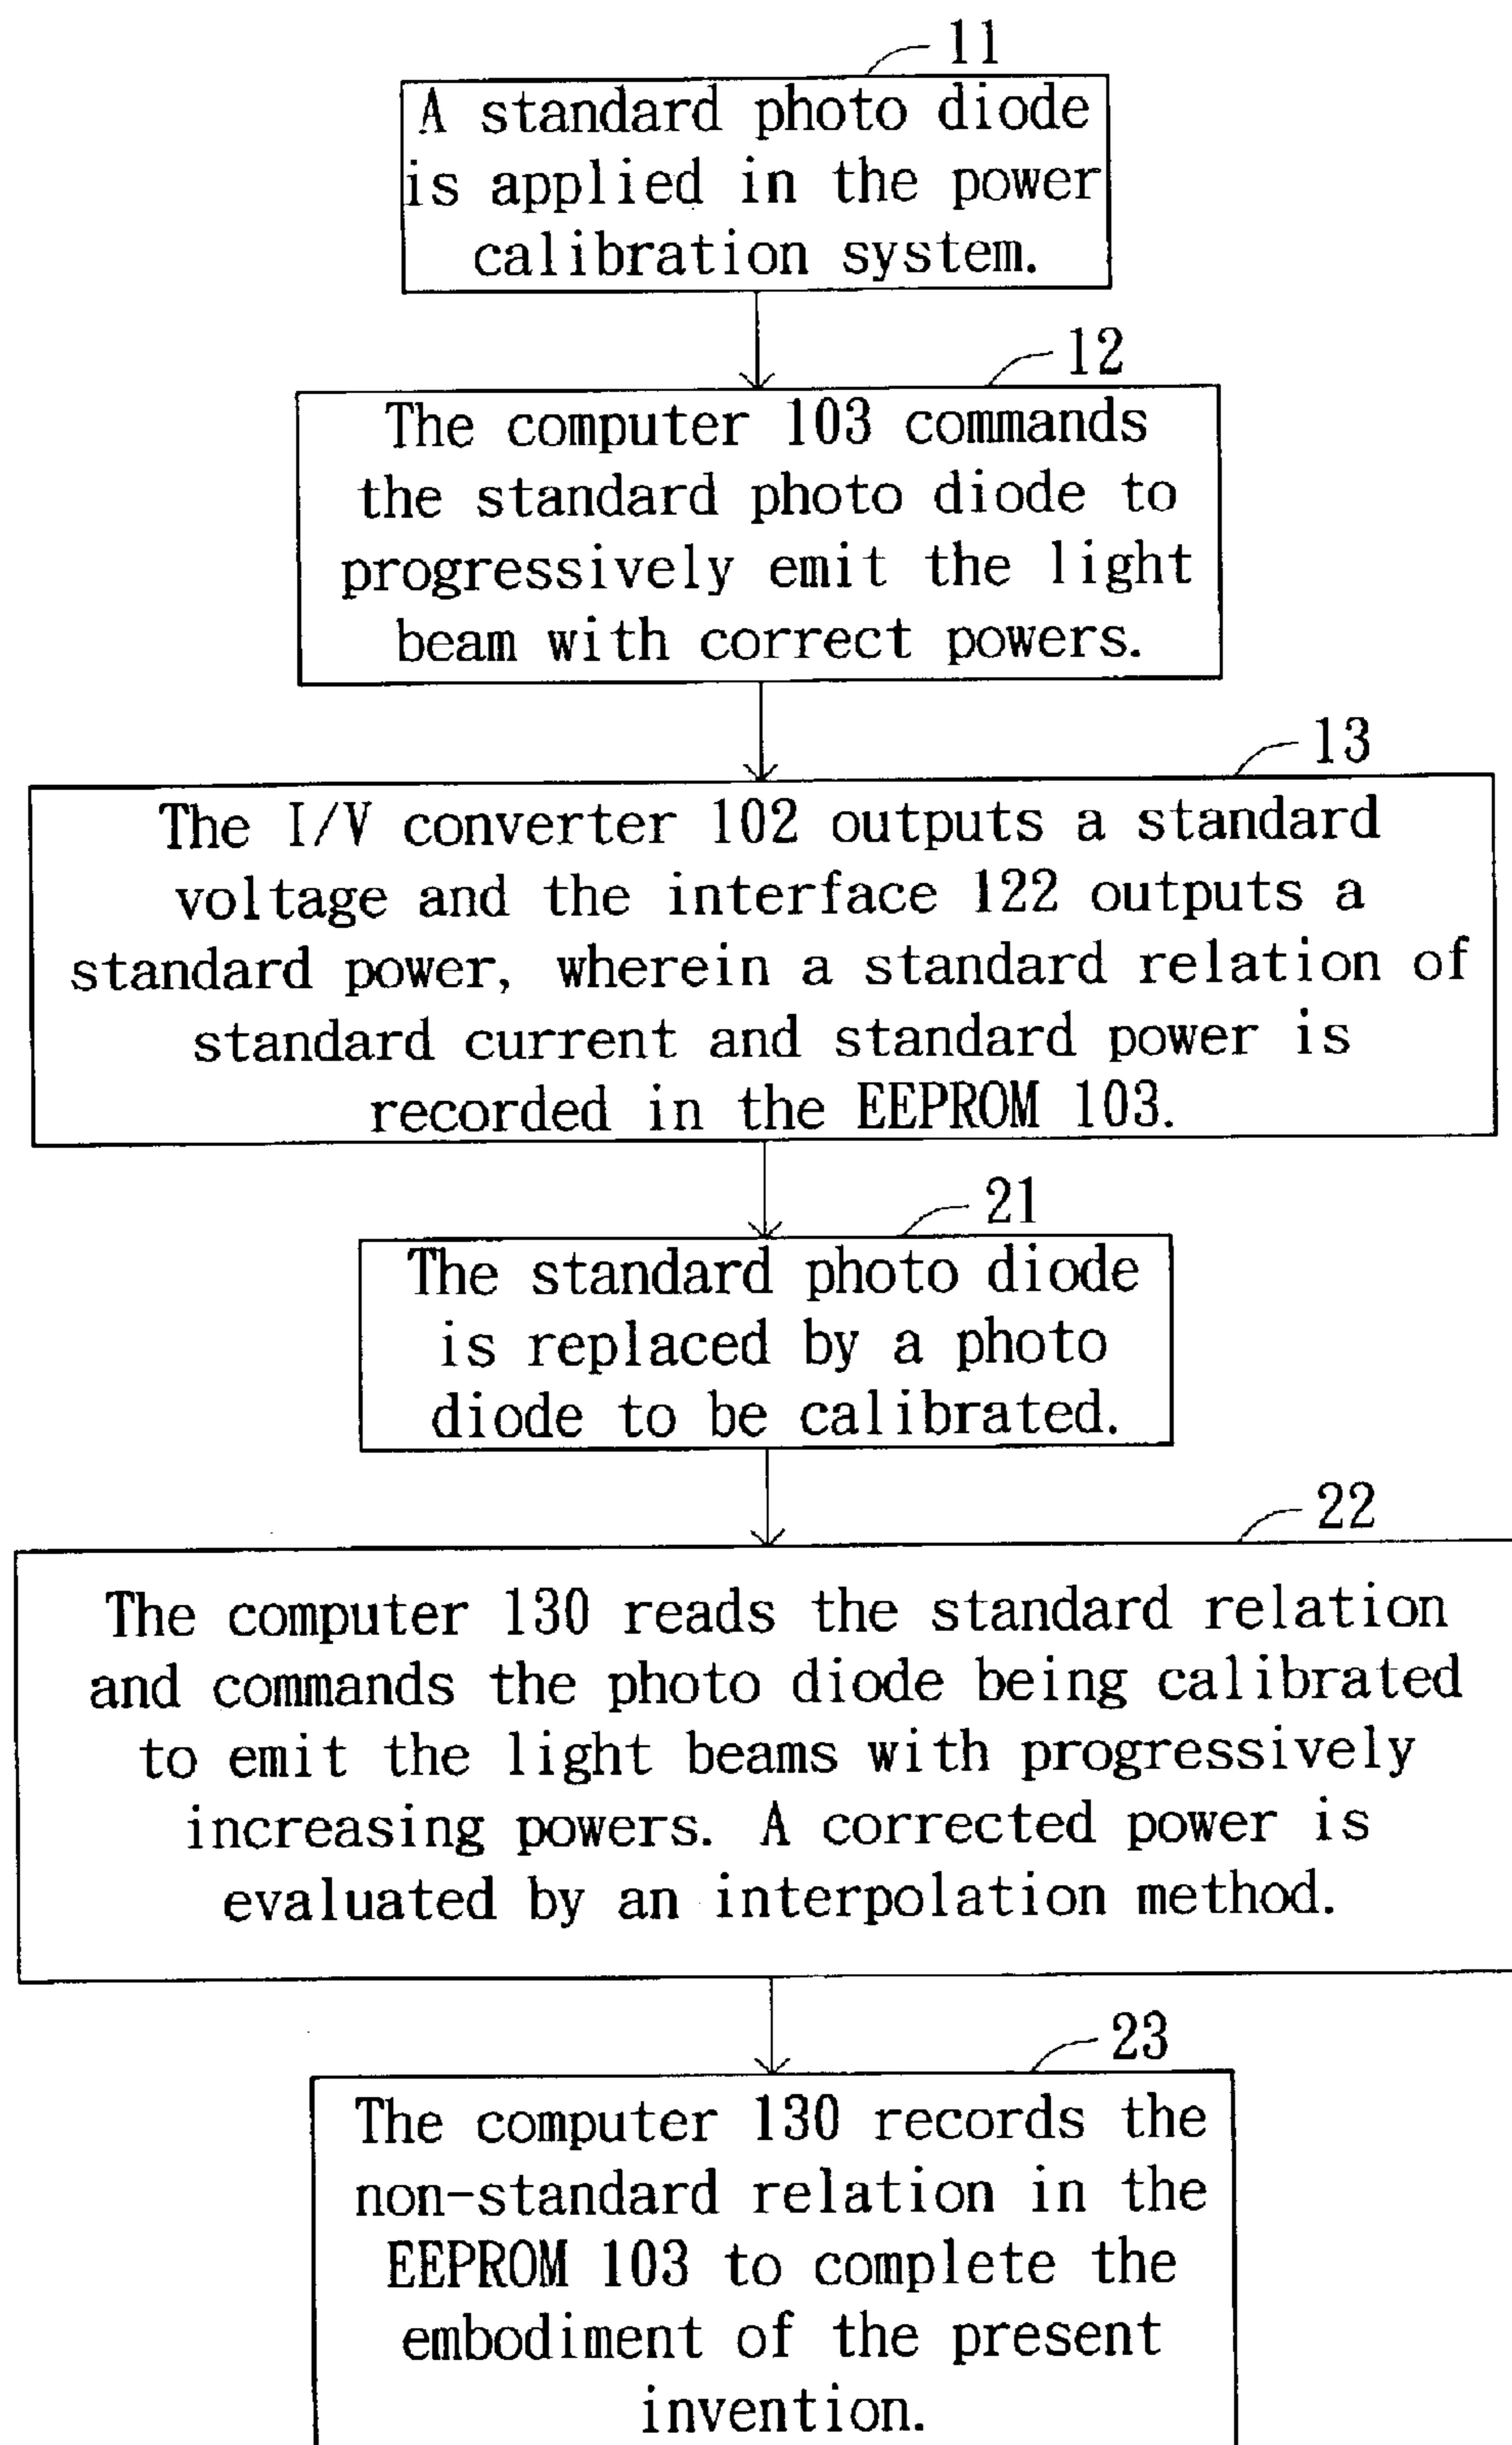 11
A standard photo diode
is applied in the power
calibration system.
12
The computer 103 commands
the standard photo diode to
progressively emit the light
beam with correct powers.
13
The I/V converter 102 outputs a standard
voltage and the interface 122 outputs a
standard power, wherein a standard relation of
standard current and standard power is
recorded in the EEPROM 103.
21
The standard photo diode
is replaced by a photo
diode to be calibrated.
22
The computer 130 reads the standard relation
and commands the photo diode being calibrated
to emit the light beams with progressively
increasing powers. A corrected power is
evaluated by an interpolation method.
23
The computer 130 records the
non-standard relation in the
EEPROM 103 to complete the
embodiment of the present
invention.